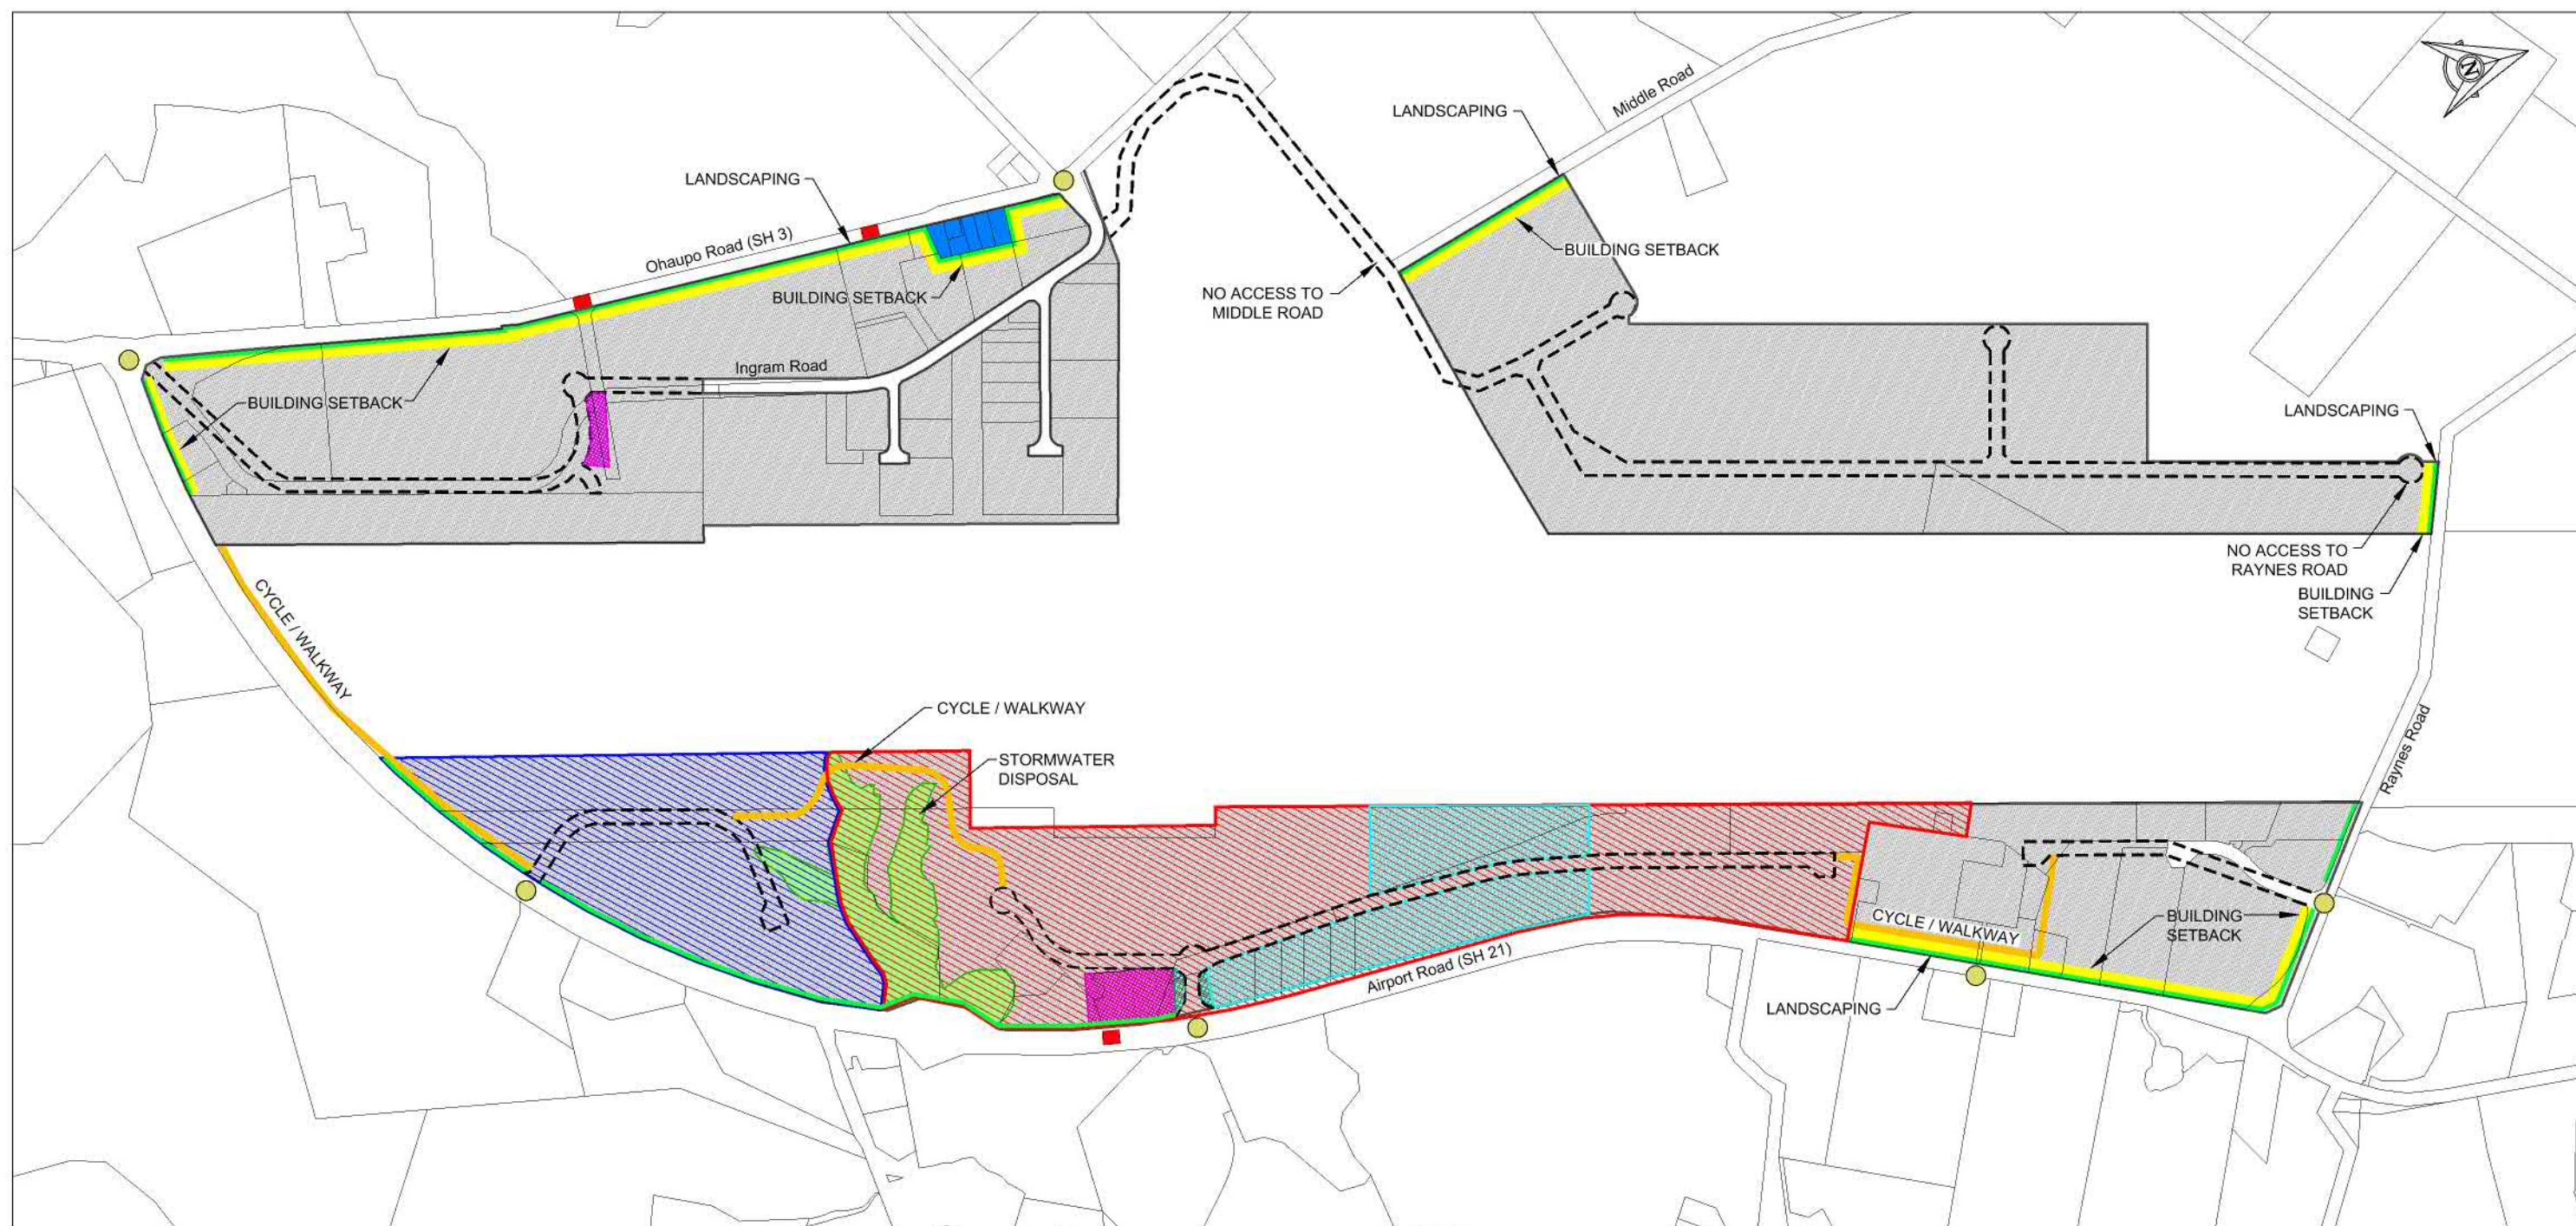 Middle Road
LANDSCAPING
N
LANDSCAPING
Ohaupo Road (SH 3)
BUILDING SETBACK
BUILDING SETBACK
NO ACCESS TO
MIDDLE ROAD
Ingram Road
BUILDING SETBACK
LANDSCAPING
NO ACCESS TO
RAYNES ROAD
BUILDING
SETBACK
CYCLE / WALKWAY
CYCLE / WALKWAY
STORMWATER
DISPOSAL
Raynes Road
CYCLE / WALKWAY
BUILDING
SETBACK
Airport Road (SH 21)
LANDSCAPING